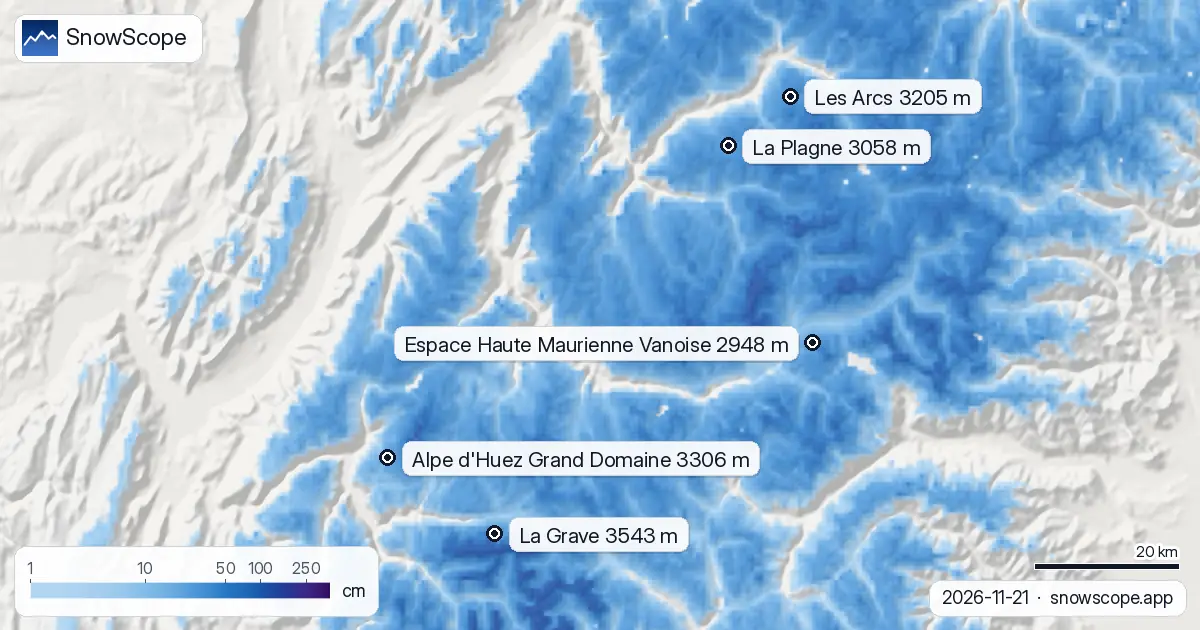 SnowScope
Les Arcs 3205 m
La Plagne 3058 m
Espace Haute Maurienne Vanoise 2948 m
Alpe d'Huez Grand Domaine 3306 m
La Grave 3543 m
1 10 50 100 250
cm
20 km
2026-11-21 · snowscope.app